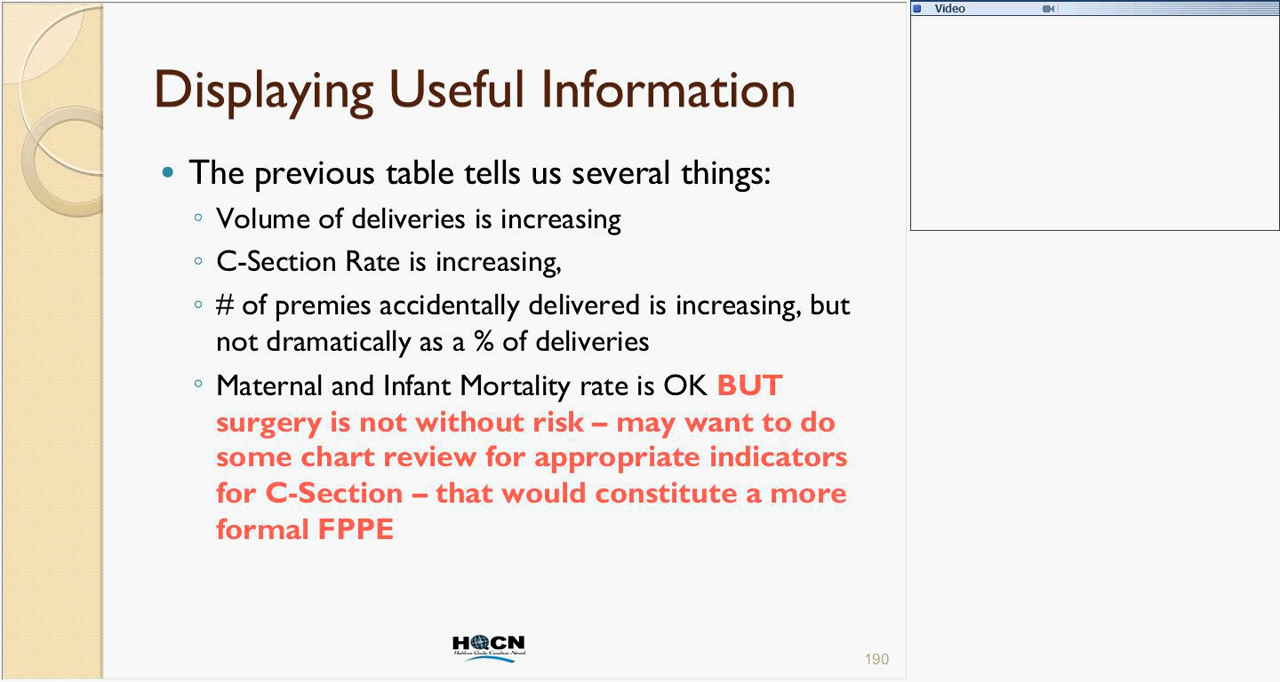 Video
Displaying Useful Information
• The previous table tells us several things:
◦ Volume of deliveries is increasing
◦ C-Section Rate is increasing,
◦ # of premies accidentally delivered is increasing, but
not dramatically as a % of deliveries
◦ Maternal and Infant Mortality rate is OK BUT
surgery is not without risk – may want to do
some chart review for appropriate indicators
for C-Section – that would constitute a more
formal FPPE
HQCN
190